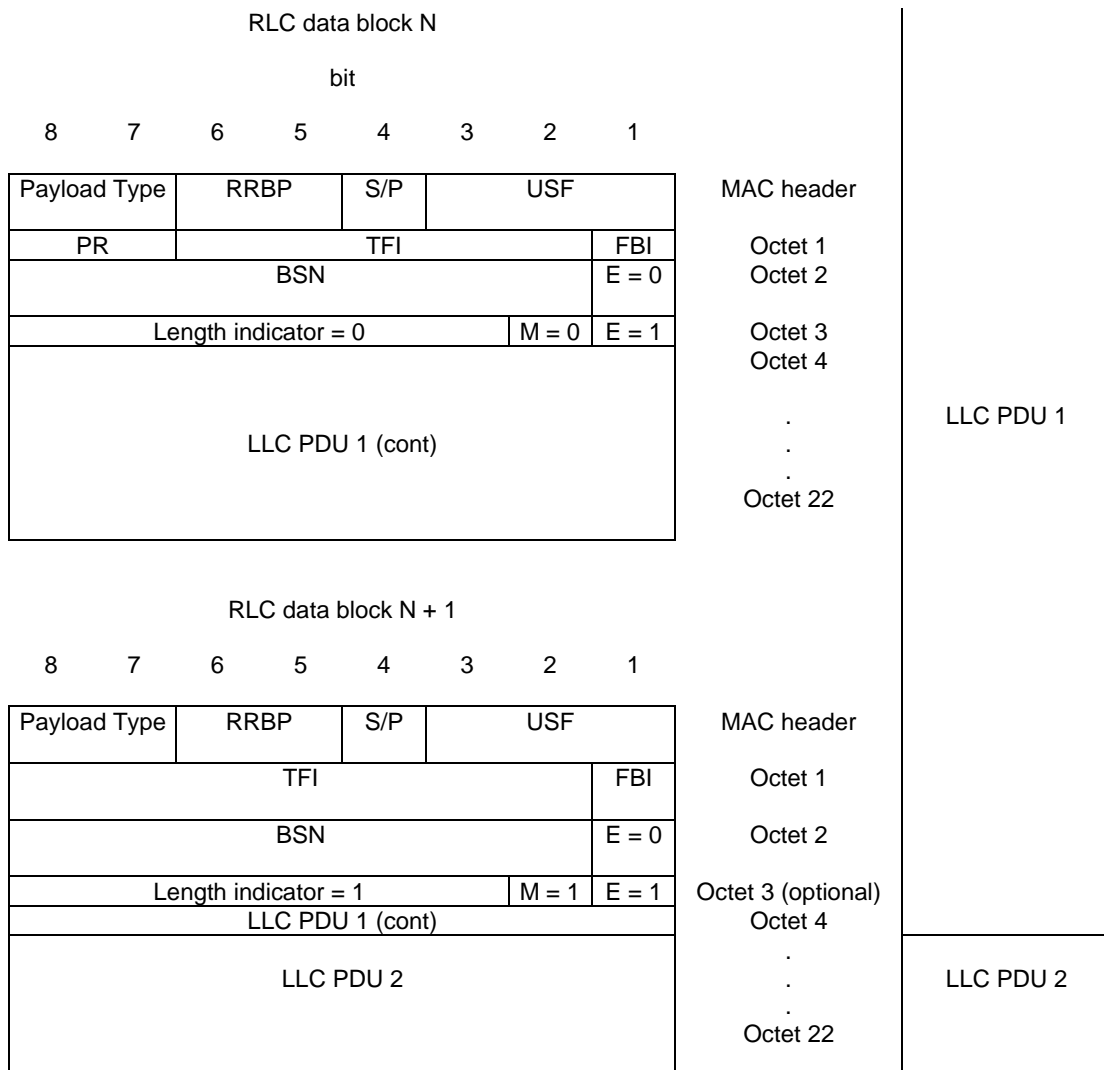 RLC data block N
bit
8 7 6 5 4 3 2 1
Payload Type RRBP S/P USF MAC header
PR TFI FBI Octet 1
BSN E = 0 Octet 2
Length indicator = 0 M = 0 E = 1 Octet 3
Octet 4
.
LLC PDU 1
LLC PDU 1 (cont) .
.
Octet 22
RLC data block N + 1
8 7 6 5 4 3 2 1
Payload Type RRBP S/P USF MAC header
TFI FBI Octet 1
BSN E = 0 Octet 2
Length indicator = 1 M = 1 E = 1 Octet 3 (optional)
LLC PDU 1 (cont) Octet 4
.
LLC PDU 2 . LLC PDU 2
.
Octet 22